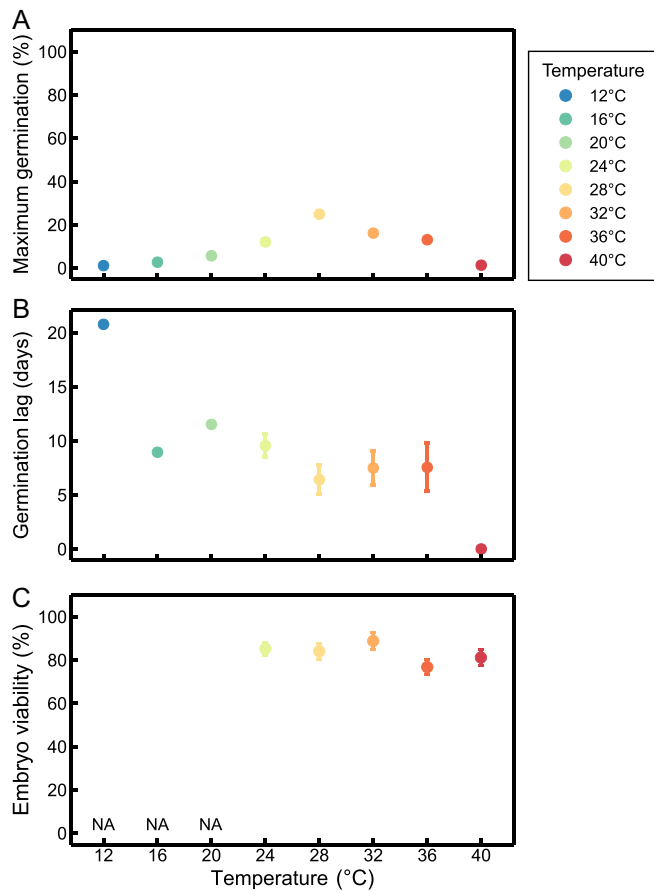 A
Maximum germination (%)
100
80
60
40
20
0
Temperature
12°C
16°C
20°C
24°C
28°C
32°C
36°C
40°C
B
Germination lag (days)
20
15
10
5
0
C
Embryo viability (%)
100
80
60
40
20
0
NA NA NA
12 16 20 24 28 32 36 40
Temperature (°C)